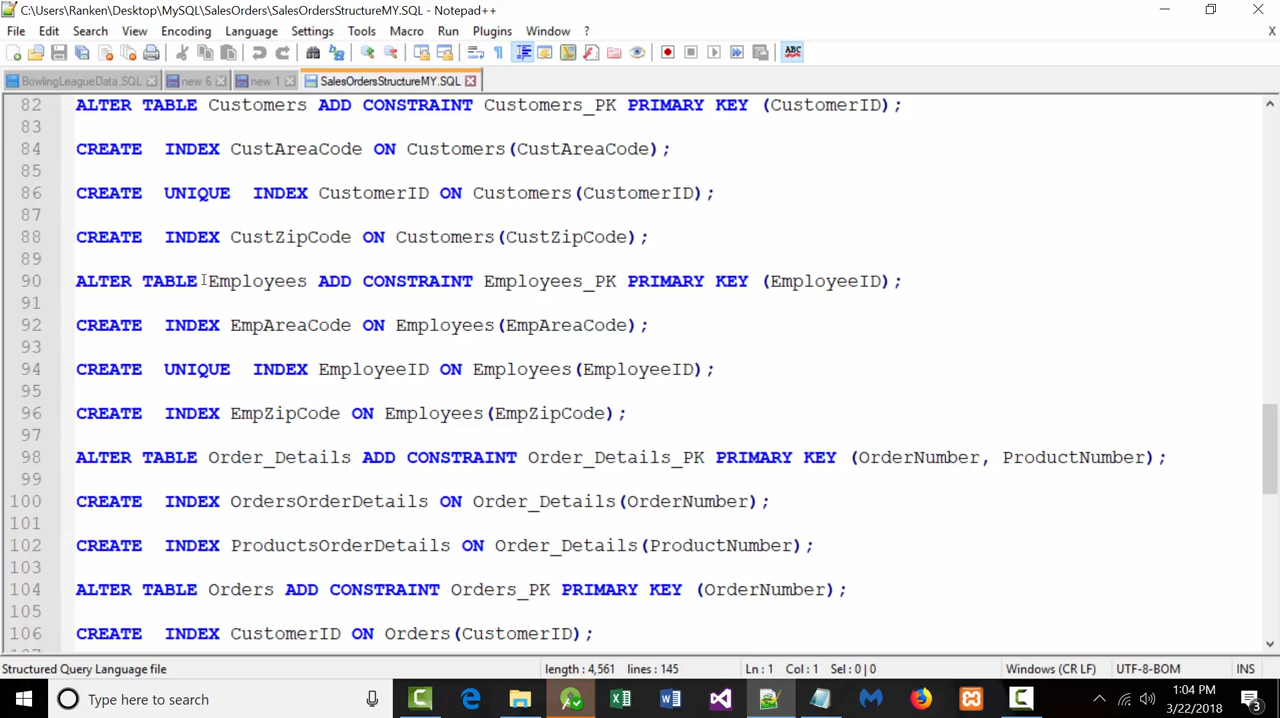 C:\Users\Ranken\Desktop\MySQL\SalesOrders\SalesOrdersStructureMY.SQL - Notepad++
File Edit Search View Encoding Language Settings Tools Macro Run Plugins Window ? X
ABC
BowlingLeagueData.SQL new 6 new 1 SalesOrdersStructureMY.SQL
82 ALTER TABLE Customers ADD CONSTRAINT Customers_PK PRIMARY KEY (CustomerID);
83
84 CREATE  INDEX CustAreaCode ON Customers(CustAreaCode);
85
86 CREATE  UNIQUE  INDEX CustomerID ON Customers(CustomerID);
87
88 CREATE  INDEX CustZipCode ON Customers(CustZipCode);
89
90 ALTER TABLE Employees ADD CONSTRAINT Employees_PK PRIMARY KEY (EmployeeID);
91
92 CREATE  INDEX EmpAreaCode ON Employees(EmpAreaCode);
93
94 CREATE  UNIQUE  INDEX EmployeeID ON Employees(EmployeeID);
95
96 CREATE  INDEX EmpZipCode ON Employees(EmpZipCode);
97
98 ALTER TABLE Order_Details ADD CONSTRAINT Order_Details_PK PRIMARY KEY (OrderNumber, ProductNumber);
99
100 CREATE  INDEX OrdersOrderDetails ON Order_Details(OrderNumber);
101
102 CREATE  INDEX ProductsOrderDetails ON Order_Details(ProductNumber);
103
104 ALTER TABLE Orders ADD CONSTRAINT Orders_PK PRIMARY KEY (OrderNumber);
105
106 CREATE  INDEX CustomerID ON Orders(CustomerID);
Structured Query Language file length : 4,561 lines : 145 Ln : 1 Col : 1 Sel : 0 | 0 Windows (CR LF) UTF-8-BOM INS
Type here to search
1:04 PM
3/22/2018
3